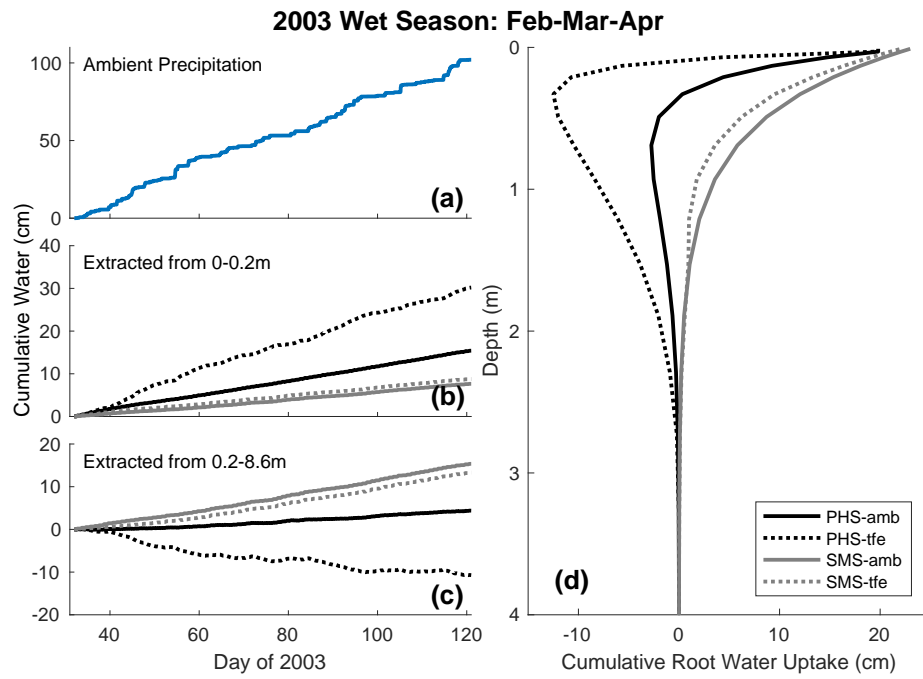 2003 Wet Season: Feb-Mar-Apr
Ambient Precipitation
100
50
0
(a)
Cumulative Water (cm)
Extracted from 0-0.2m
40
30
20
10
0
(b)
Extracted from 0.2-8.6m
20
10
0
-10
-20
(c)
40
60
80
100
120
Day of 2003
0
1
2
3
4
Depth (m)
PHS-amb
PHS-tfe
SMS-amb
SMS-tfe
(d)
-10
0
10
20
Cumulative Root Water Uptake (cm)